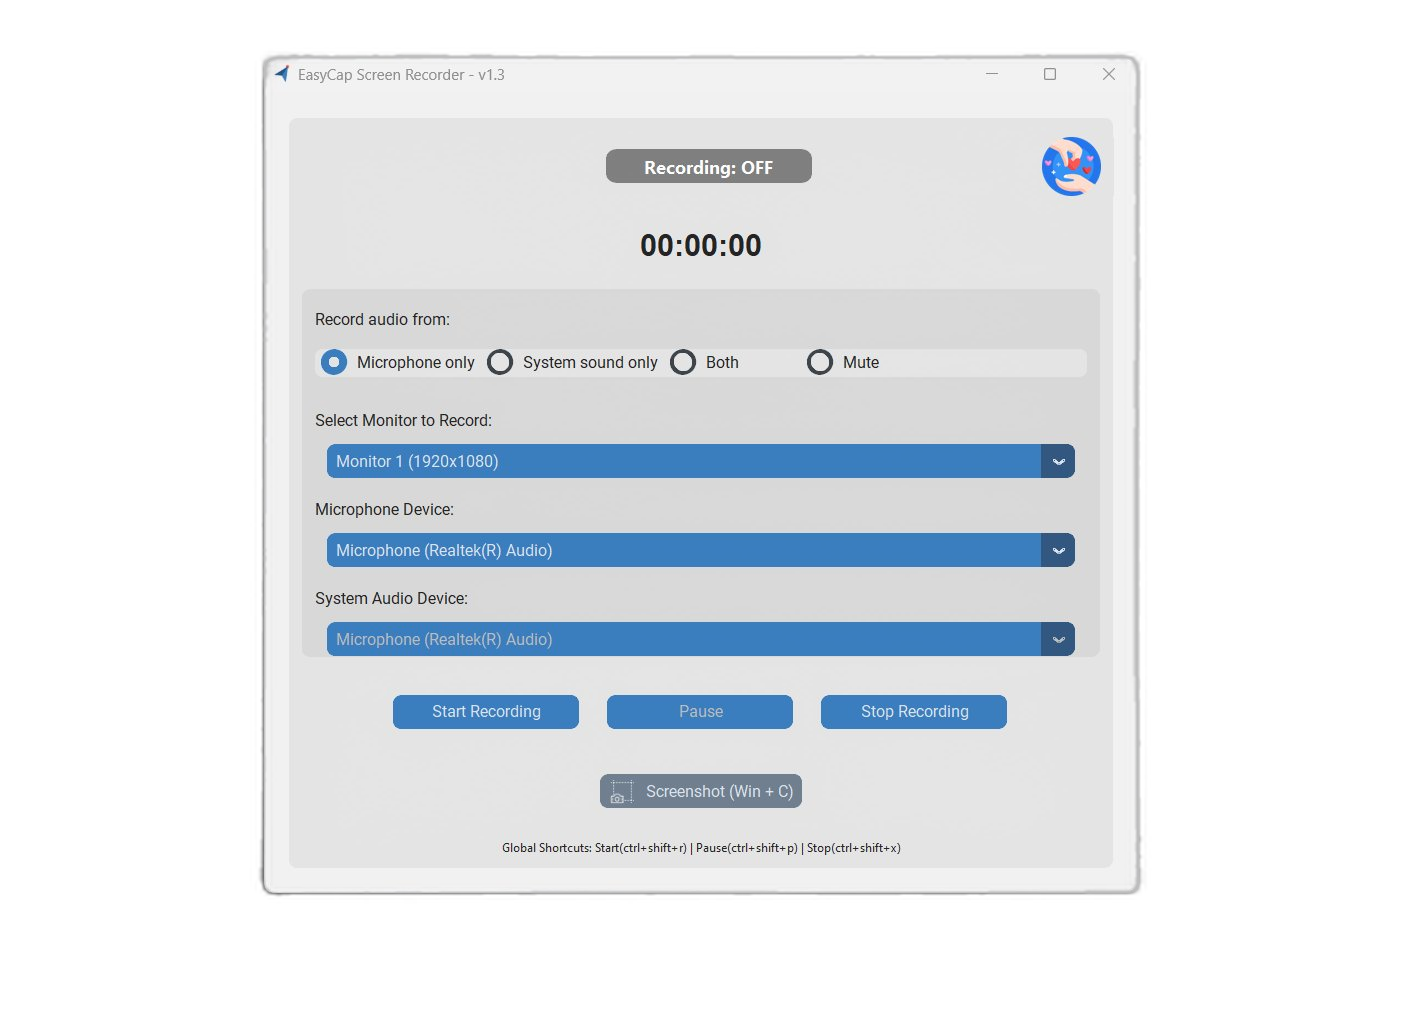 EasyCap Screen Recorder - v1.3
Recording: OFF
00:00:00
Record audio from:
Microphone only System sound only Both Mute
Select Monitor to Record:
Monitor 1 (1920x1080)
Microphone Device:
Microphone (Realtek(R) Audio)
System Audio Device:
Microphone (Realtek(R) Audio)
Start Recording Pause Stop Recording
Screenshot (Win + C)
Global Shortcuts: Start(ctrl+shift+r) | Pause(ctrl+shift+p) | Stop(ctrl+shift+x)